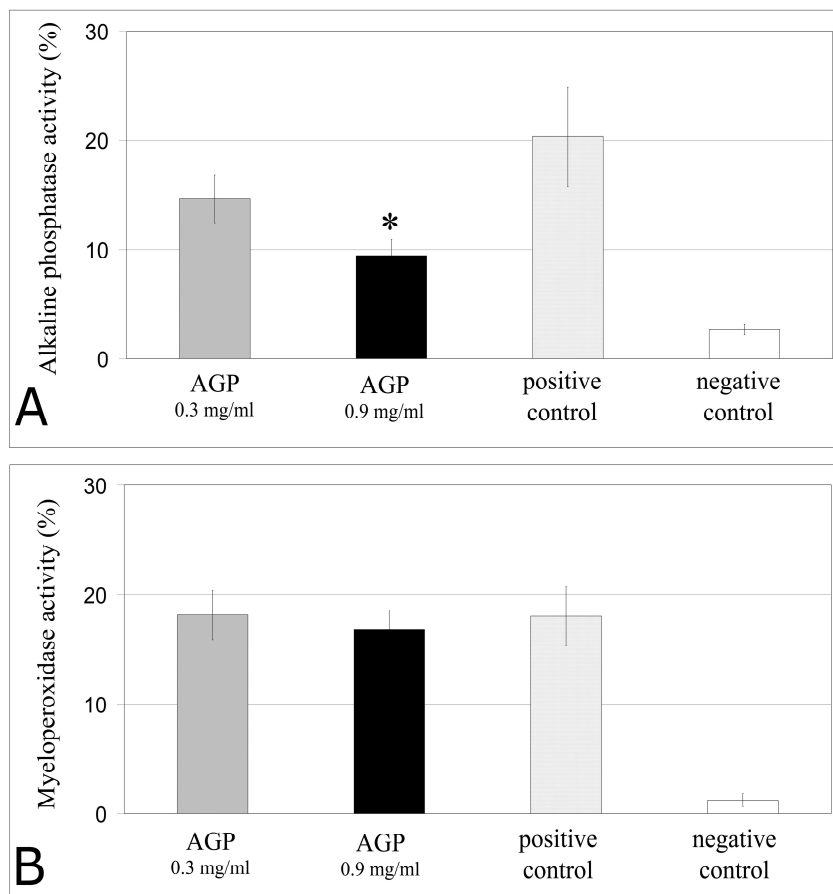 Alkaline phosphatase activity (%)
30
20
10
0
*
AGP
0.3 mg/ml
AGP
0.9 mg/ml
positive
control
negative
control
A
Myeloperoxidase activity (%)
30
20
10
0
AGP
0.3 mg/ml
AGP
0.9 mg/ml
positive
control
negative
control
B